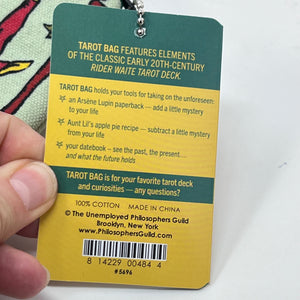 TAROT BAG FEATURES ELEMENTS
OF THE CLASSIC EARLY 20TH-CENTURY
RIDER WAITE TAROT DECK.
TAROT BAG holds your tools for taking on the unforeseen:
an Arsène Lupin paperback — add a little mystery
to your life
Aunt Lil's apple pie recipe — subtract a little mystery
from your life
your datebook — see the past, the present....
and what the future holds
TAROT BAG is for your favorite tarot deck
and curiosities — any questions?
100% COTTON MADE IN CHINA
© The Unemployed Philosophers Guild
Brooklyn, New York
www.PhilosophersGuild.com
8 14229 00484 4
#5696